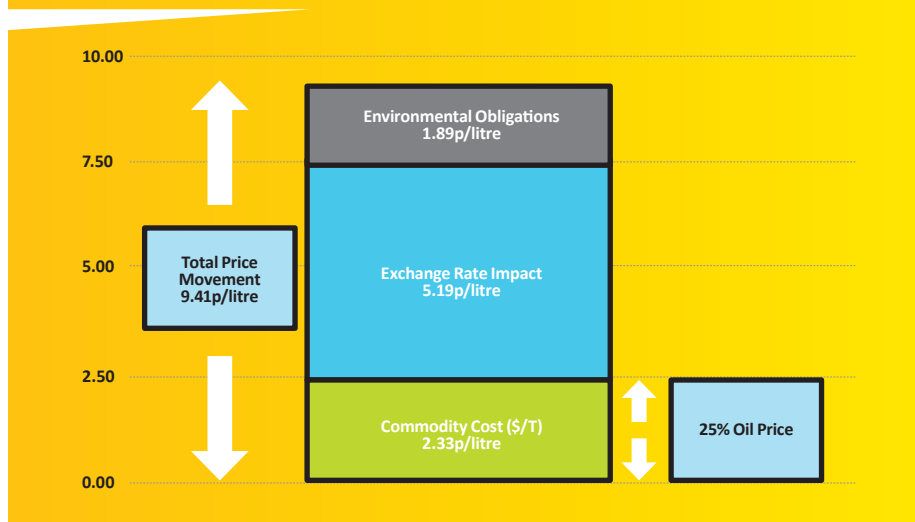 10.00
Environmental Obligations
1.89p/litre
7.50
Total Price
Movement
9.41p/litre
5.00
Exchange Rate Impact
5.19p/litre
2.50
Commodity Cost ($/T)
2.33p/litre
25% Oil Price
0.00